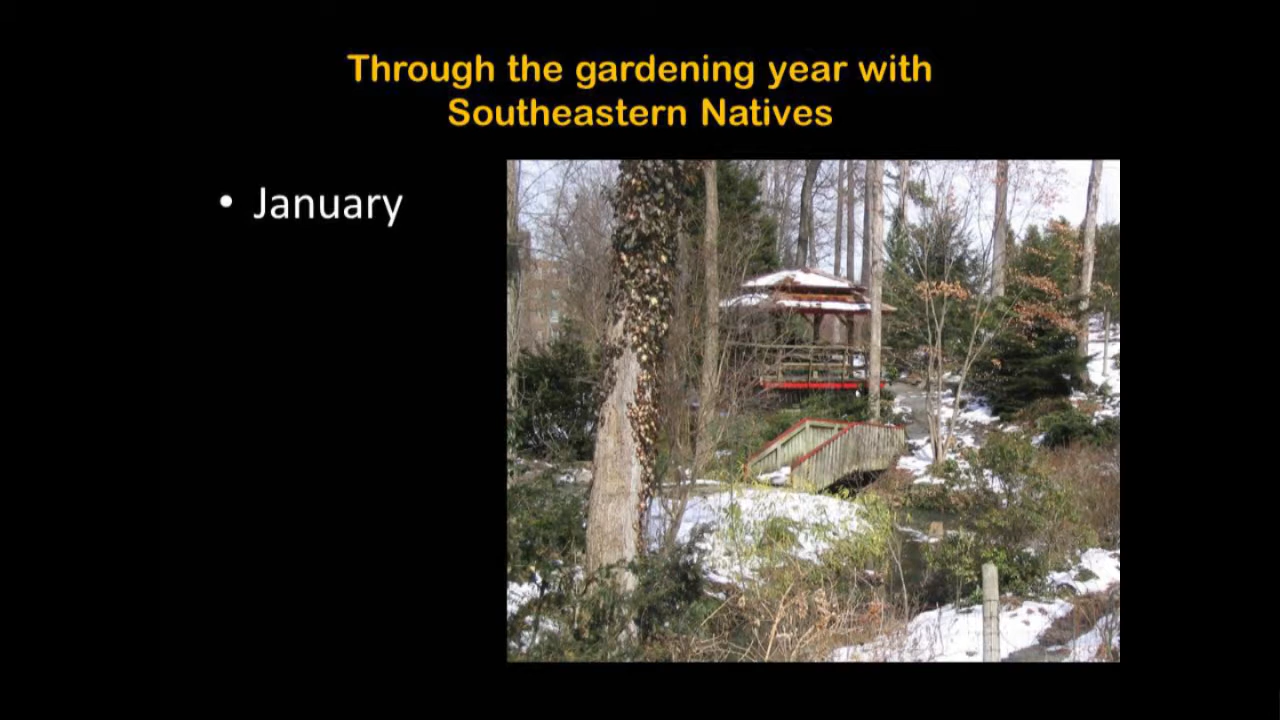 Through the gardening year with
Southeastern Natives
• January